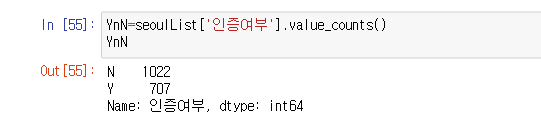 In [55]: YnN=seoulList['인증여부'].value_counts()
YnN
Out[55]: N    1022
Y     707
Name: 인증여부, dtype: int64